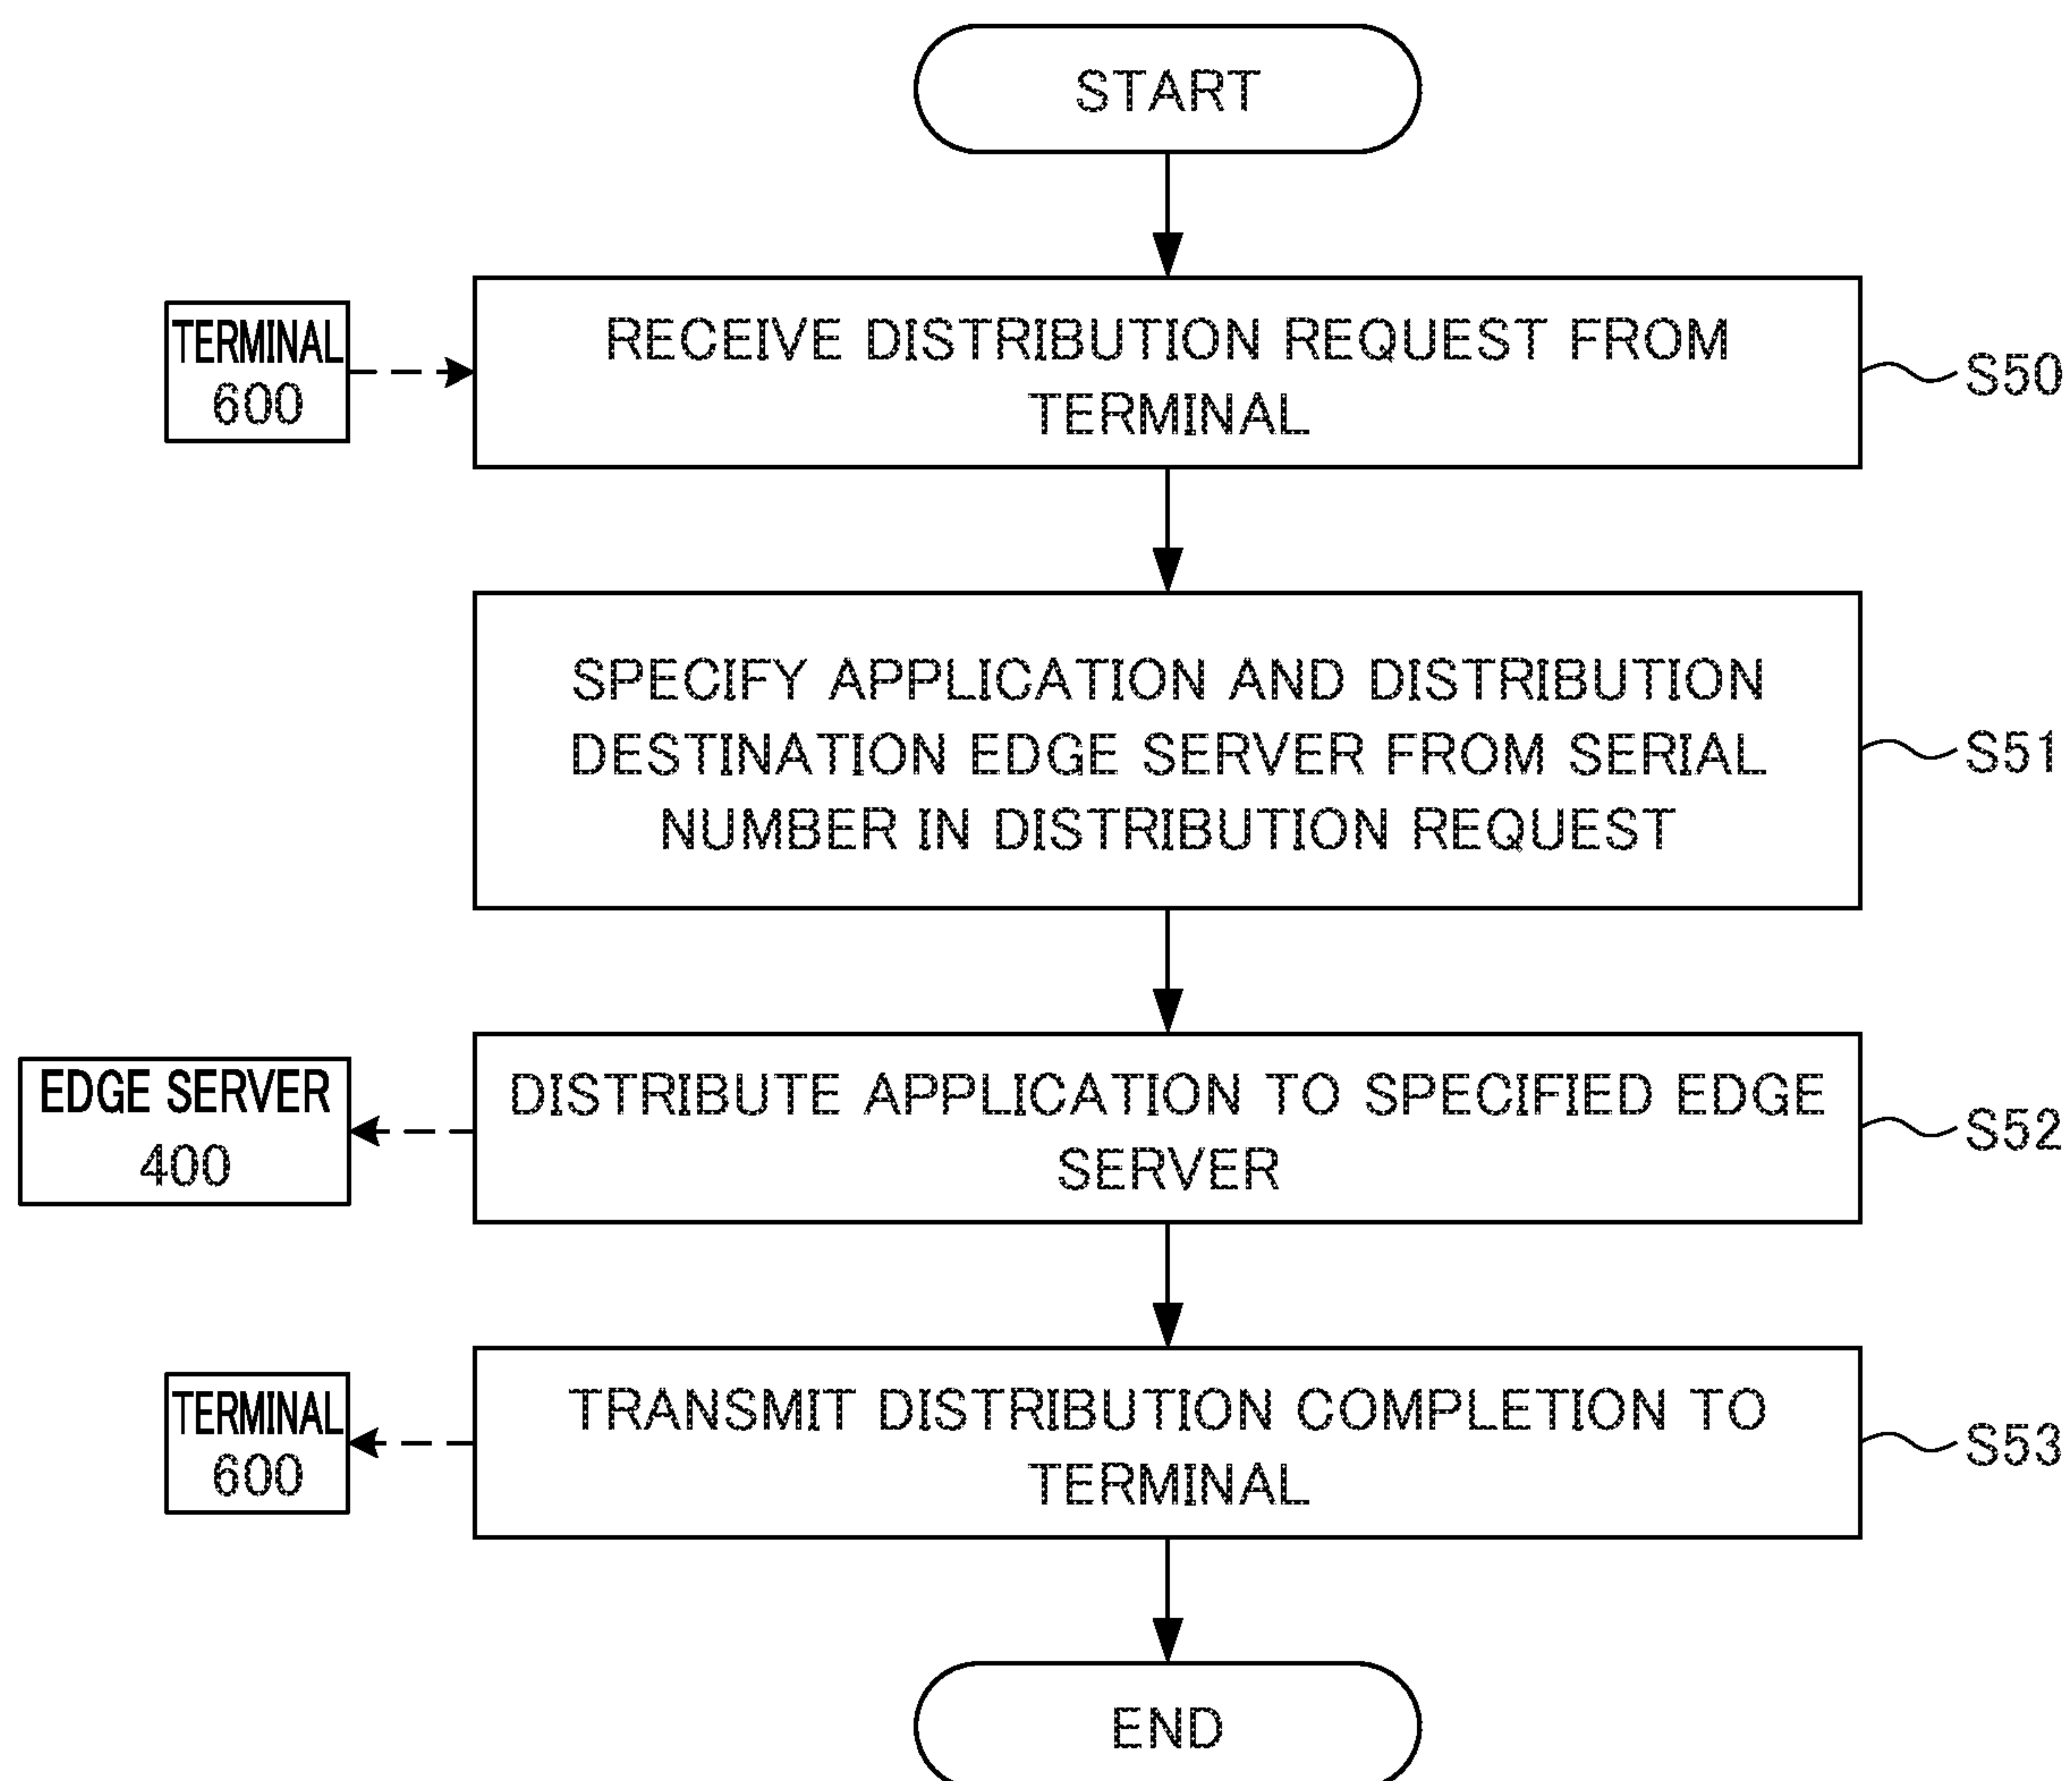 START
TERMINAL
600
RECEIVE DISTRIBUTION REQUEST FROM
TERMINAL
S50
SPECIFY APPLICATION AND DISTRIBUTION
DESTINATION EDGE SERVER FROM SERIAL
NUMBER IN DISTRIBUTION REQUEST
S51
EDGE SERVER
400
DISTRIBUTE APPLICATION TO SPECIFIED EDGE
SERVER
S52
TERMINAL
600
TRANSMIT DISTRIBUTION COMPLETION TO
TERMINAL
S53
END